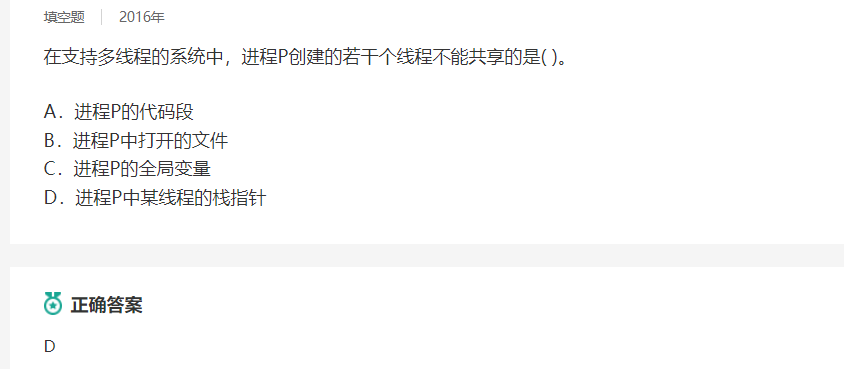 填空题 2016年
在支持多线程的系统中，进程P创建的若干个线程不能共享的是( )。
A．进程P的代码段
B．进程P中打开的文件
C．进程P的全局变量
D．进程P中某线程的栈指针
正确答案
D